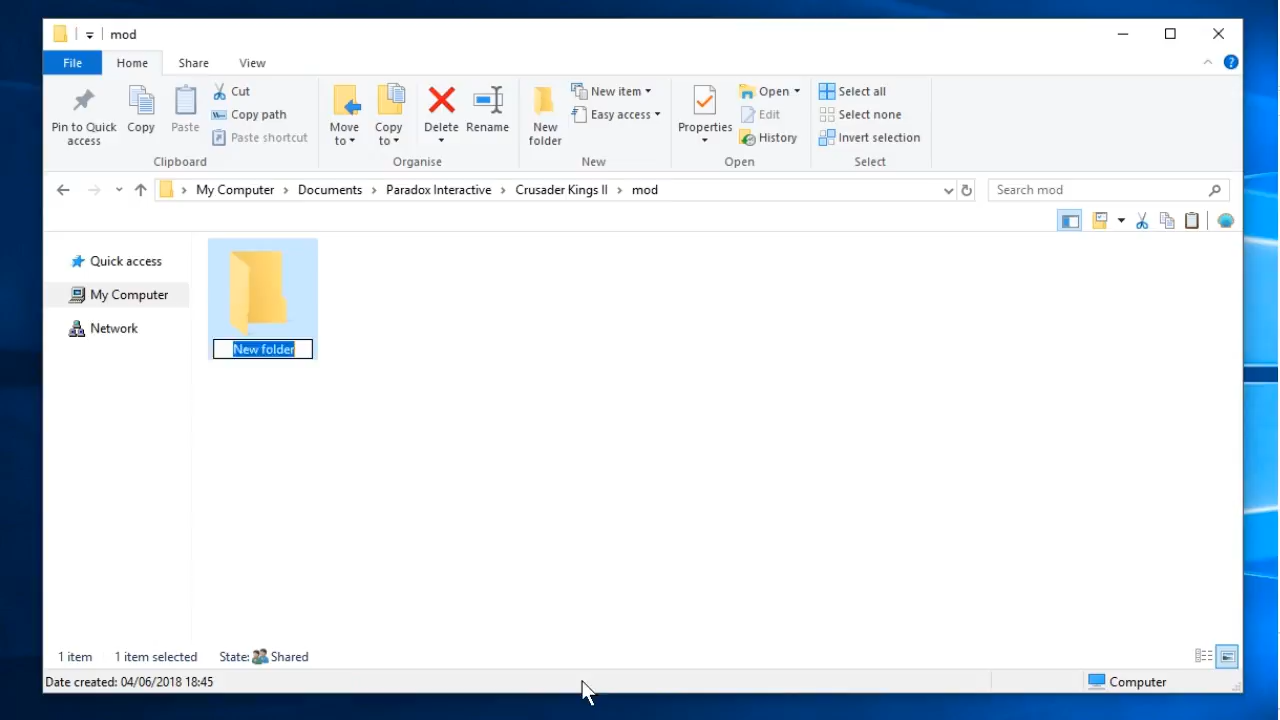 mod
File Home Share View
Pin to Quick access
Copy
Paste
Cut
Copy path
Paste shortcut
Clipboard
Move to
Copy to
Delete
Rename
Organise
New folder
New item
Easy access
New
Properties
Open
Edit
History
Open
Select all
Select none
Invert selection
Select
My Computer Documents Paradox Interactive Crusader Kings II mod
Search mod
Quick access
My Computer
Network
New folder
1 item 1 item selected State: Shared
Date created: 04/06/2018 18:45
Computer